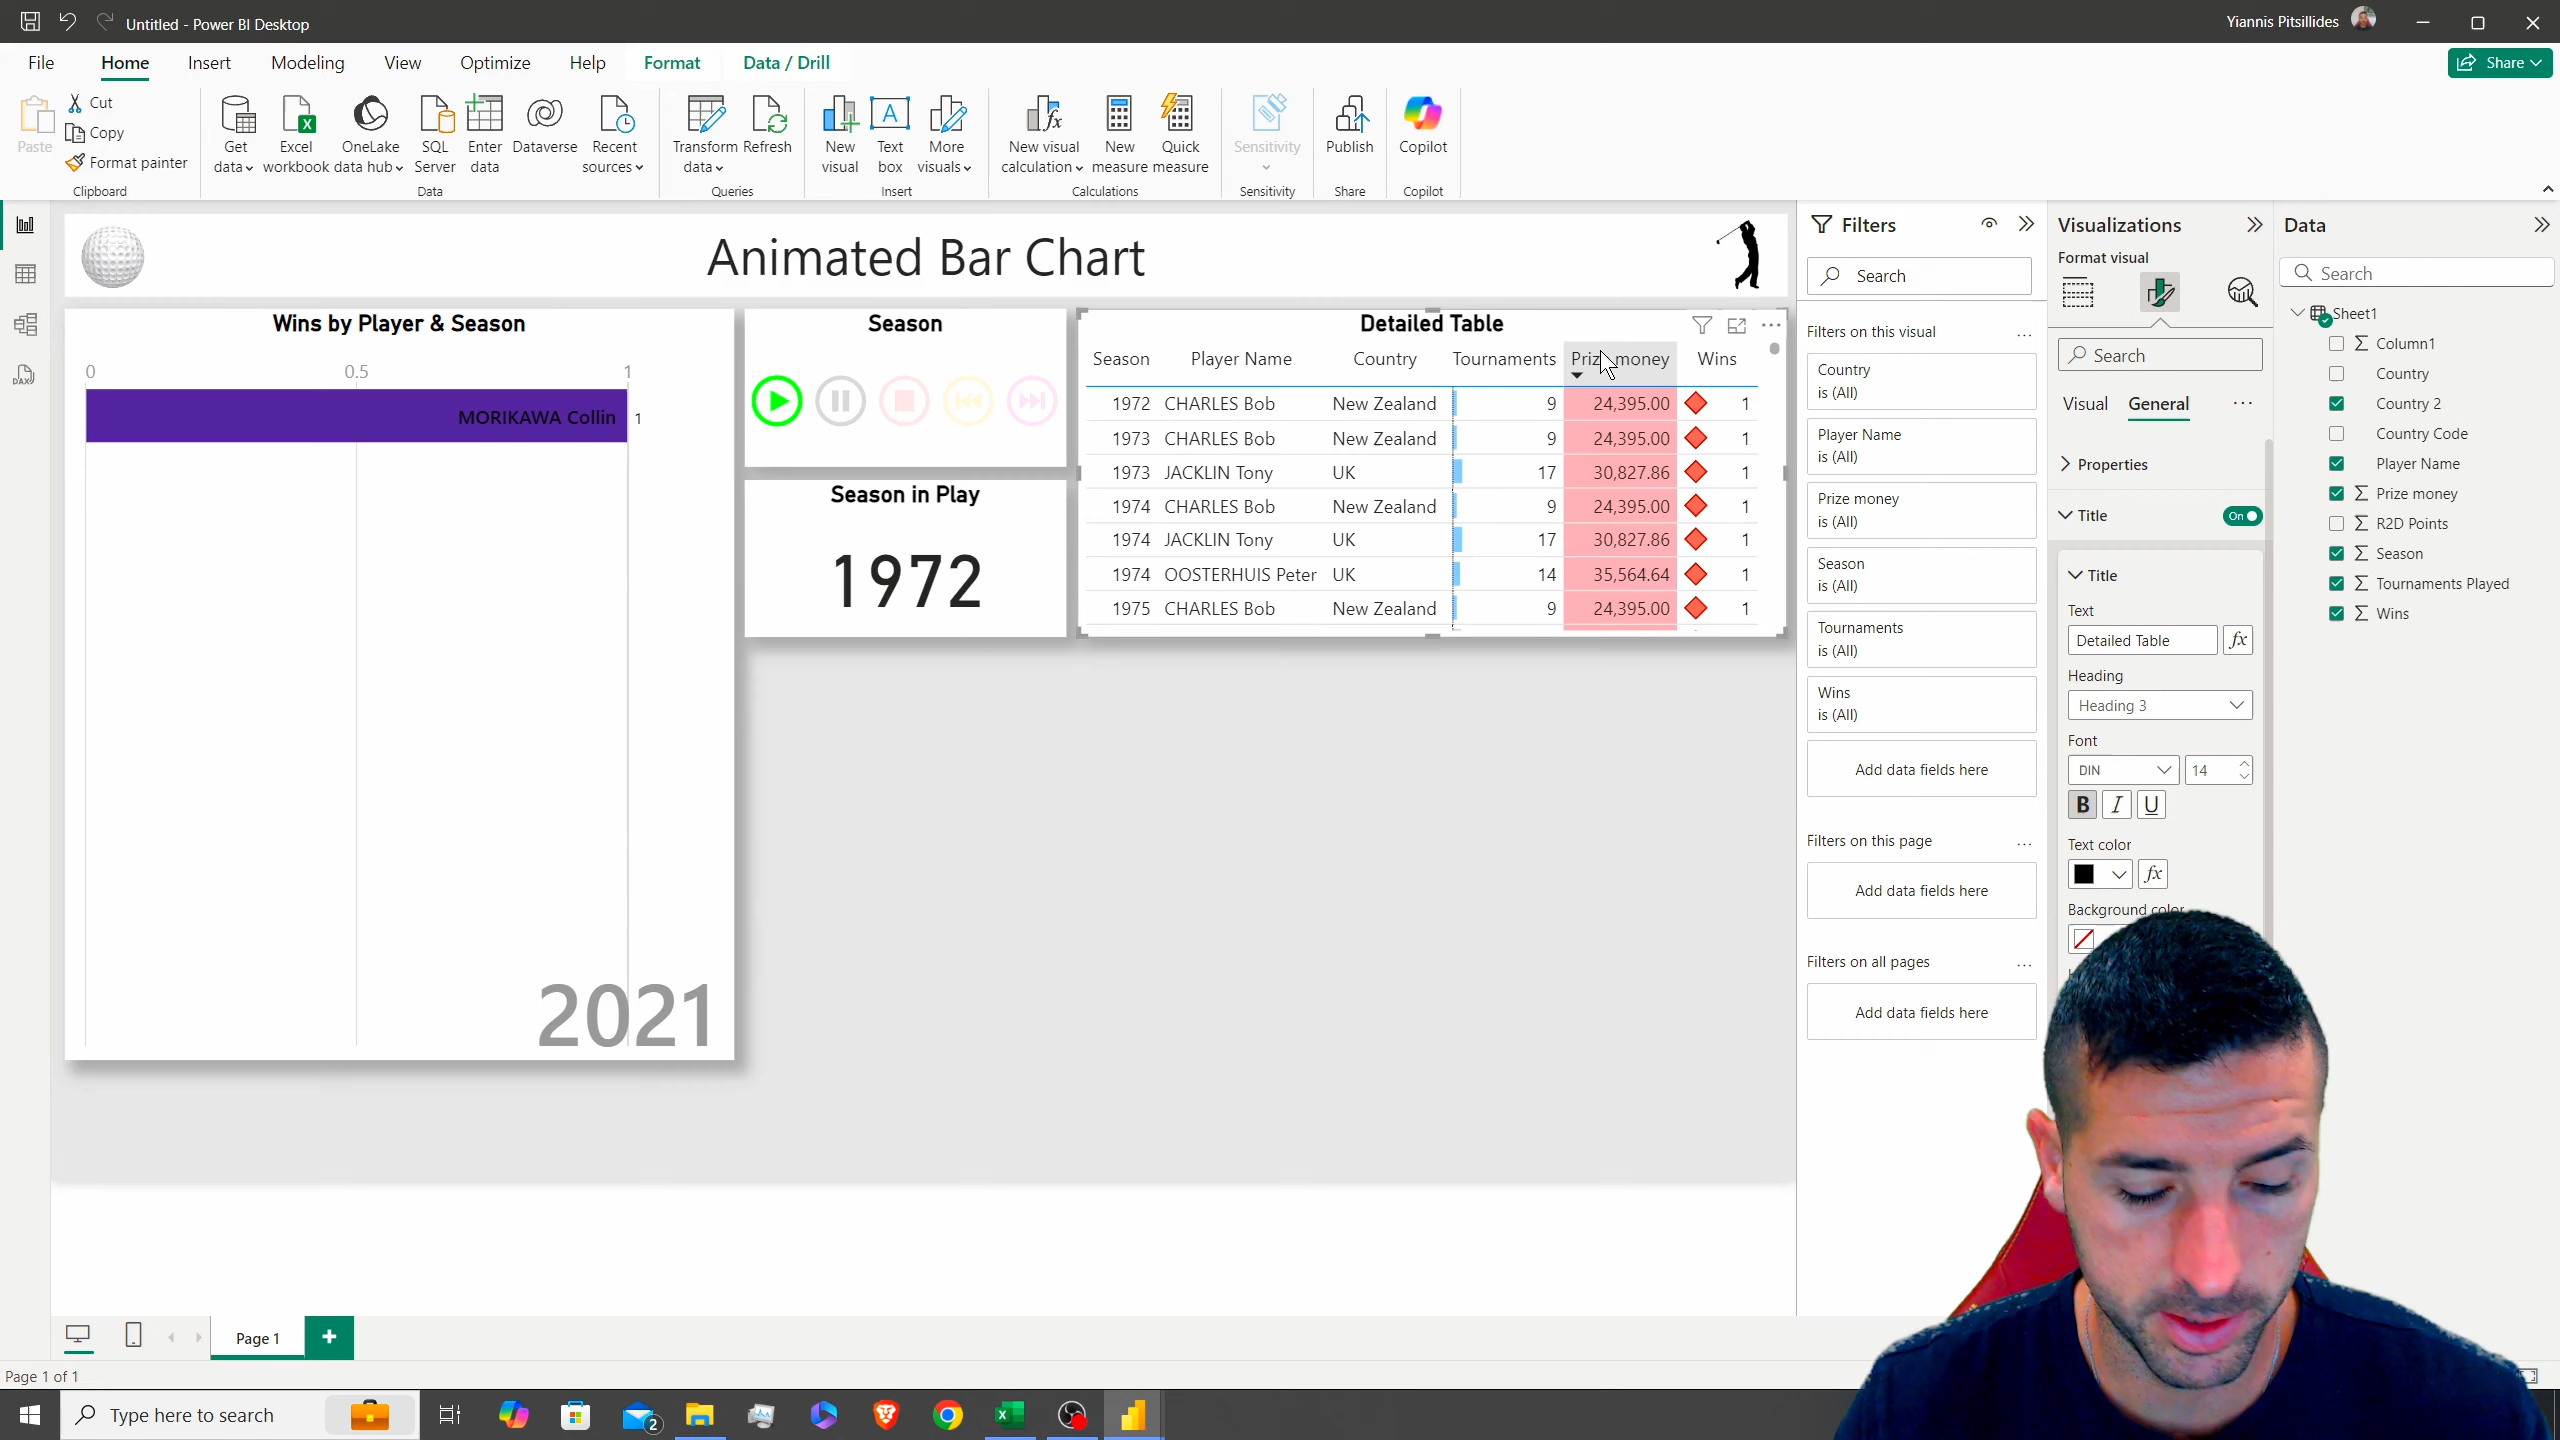 Untitled - Power BI Desktop
Yiannis Pitsillides
File Home Insert Modeling View Optimize Help Format Data / Drill
Share
Paste
Cut
Copy
Format painter
Clipboard
Get data
Excel workbook
OneLake data hub
SQL Server
Enter data
Dataverse
Recent sources
Data
Transform data
Refresh
Queries
New visual
Text box
More visuals
Insert
New visual calculation
New measure
Quick measure
Calculations
Sensitivity
Sensitivity
Publish
Share
Copilot
Copilot
Animated Bar Chart
Wins by Player & Season
0 0.5 1
MORIKAWA Collin 1
2021
Season
Season in Play
1972
Detailed Table
Season Player Name Country Tournaments Prize money Wins
1972 CHARLES Bob New Zealand 9 24,395.00 1
1973 CHARLES Bob New Zealand 9 24,395.00 1
1973 JACKLIN Tony UK 17 30,827.86 1
1974 CHARLES Bob New Zealand 9 24,395.00 1
1974 JACKLIN Tony UK 17 30,827.86 1
1974 OOSTERHUIS Peter UK 14 35,564.64 1
1975 CHARLES Bob New Zealand 9 24,395.00 1
Filters
Search
Filters on this visual
Country
is (All)
Player Name
is (All)
Prize money
is (All)
Season
is (All)
Tournaments
is (All)
Wins
is (All)
Add data fields here
Filters on this page
Add data fields here
Filters on all pages
Add data fields here
Visualizations
Format visual
Search
Visual General
Properties
Title On
Title
Text
Detailed Table
fx
Heading
Heading 3
Font
DIN 14
B I U
Text color
fx
Background color
Data
Search
Sheet1
Column1
Country
Country 2
Country Code
Player Name
Prize money
R2D Points
Season
Tournaments Played
Wins
Page 1
Page 1 of 1
Type here to search
2